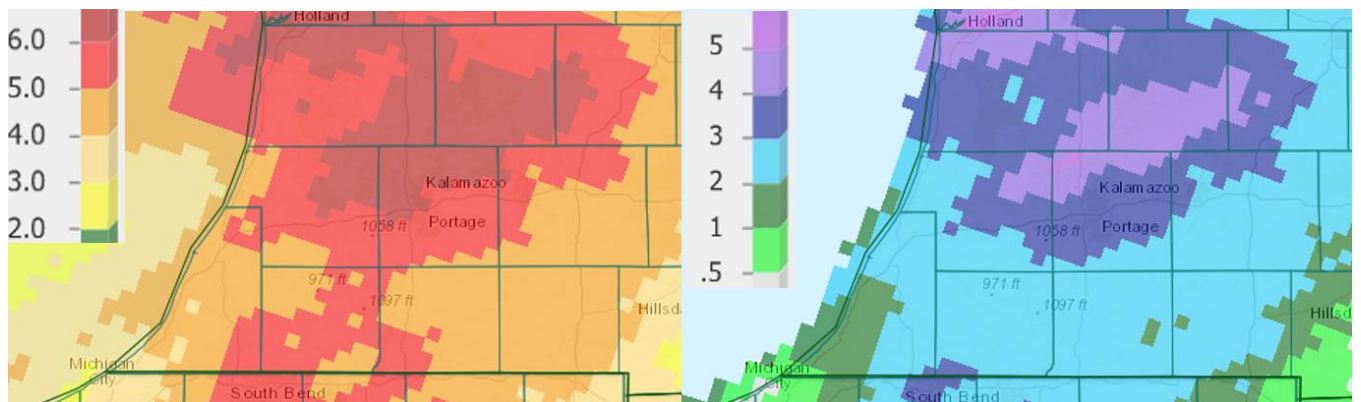 6.0
5.0
4.0
3.0
2.0
Holland
Kalamazoo
1058 ft
Portage
971 ft
1097 ft
Hillsd
Michigan
City
South Bend
5
4
3
2
1
.5
Holland
Kalamazoo
1058 ft
Portage
971 ft
1097 ft
Hillsd
Michigan
City
South Bend